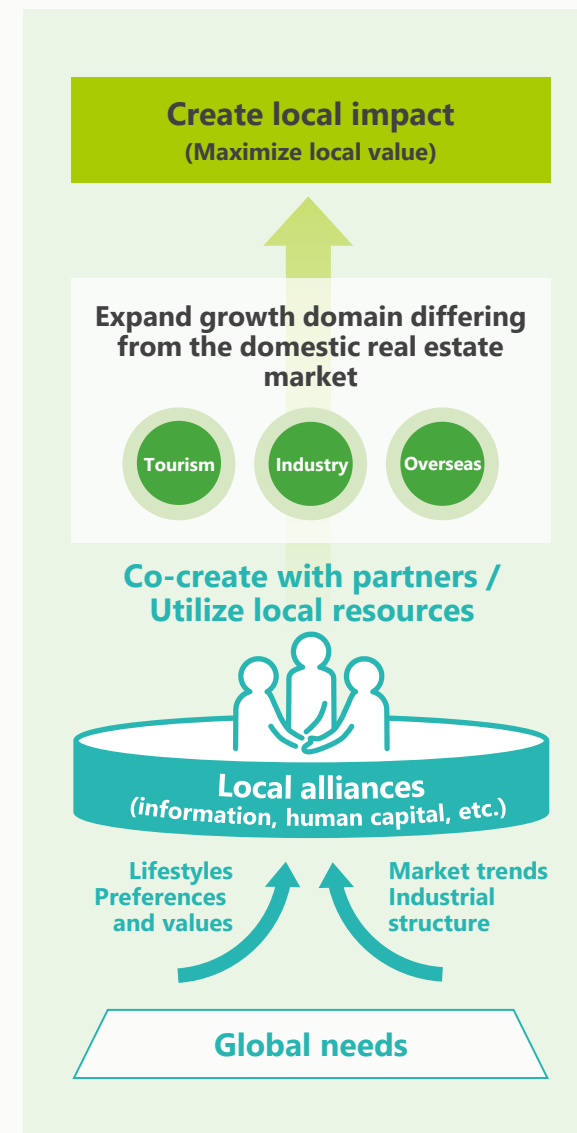 Create local impact
(Maximize local value)
Expand growth domain differing
from the domestic real estate
market
Tourism
Industry
Overseas
Co-create with partners /
Utilize local resources
Local alliances
(information, human capital, etc.)
Lifestyles
Preferences
and values
Market trends
Industrial
structure
Global needs